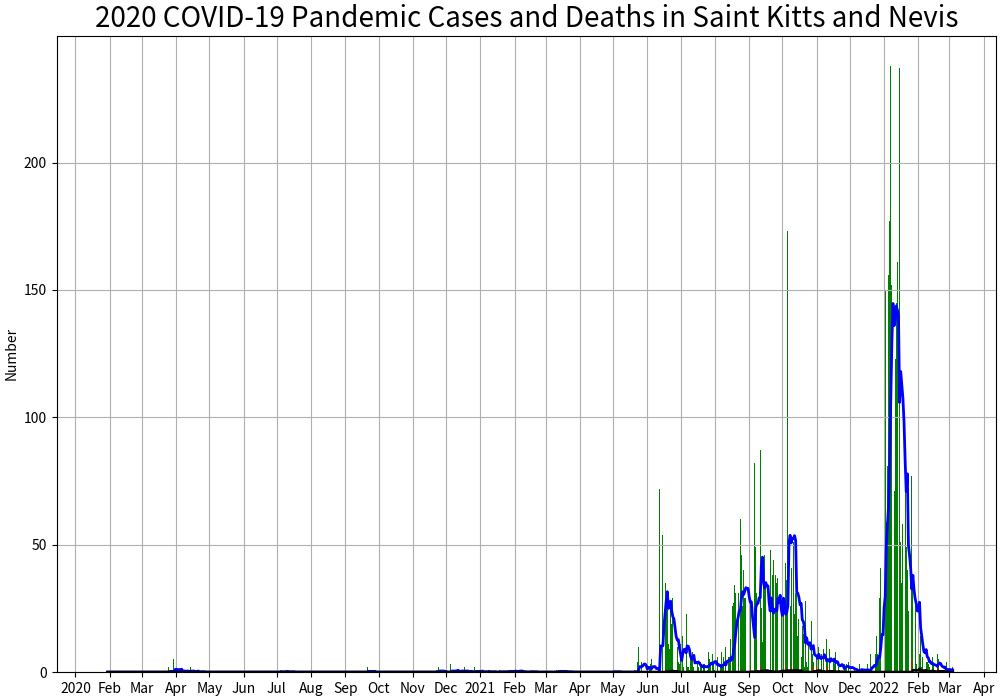 2020 COVID-19 Pandemic Cases and Deaths in Saint Kitts and Nevis
Number
200
150
100
50
0
2020 Feb Mar Apr May Jun Jul Aug Sep Oct Nov Dec 2021 Feb Mar Apr May Jun Jul Aug Sep Oct Nov Dec 2022 Feb Mar Apr